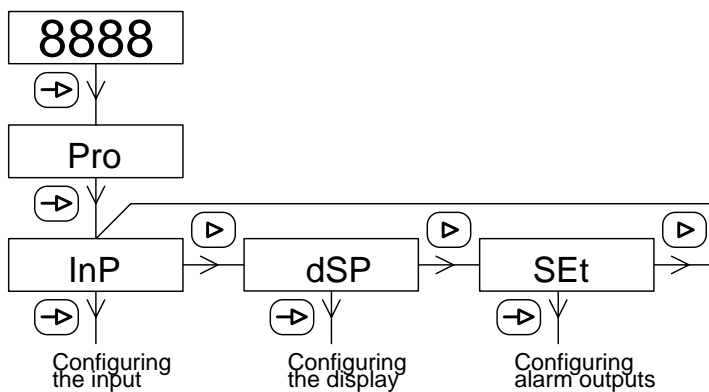 8888
Pro
InP dSP SEt
Configuring Configuring Configuring
the input the display alarm outputs